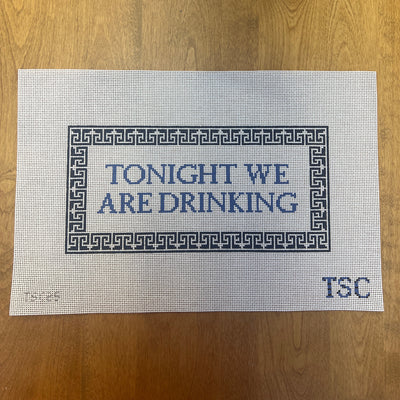 TONIGHT WE
ARE DRINKING
TSC